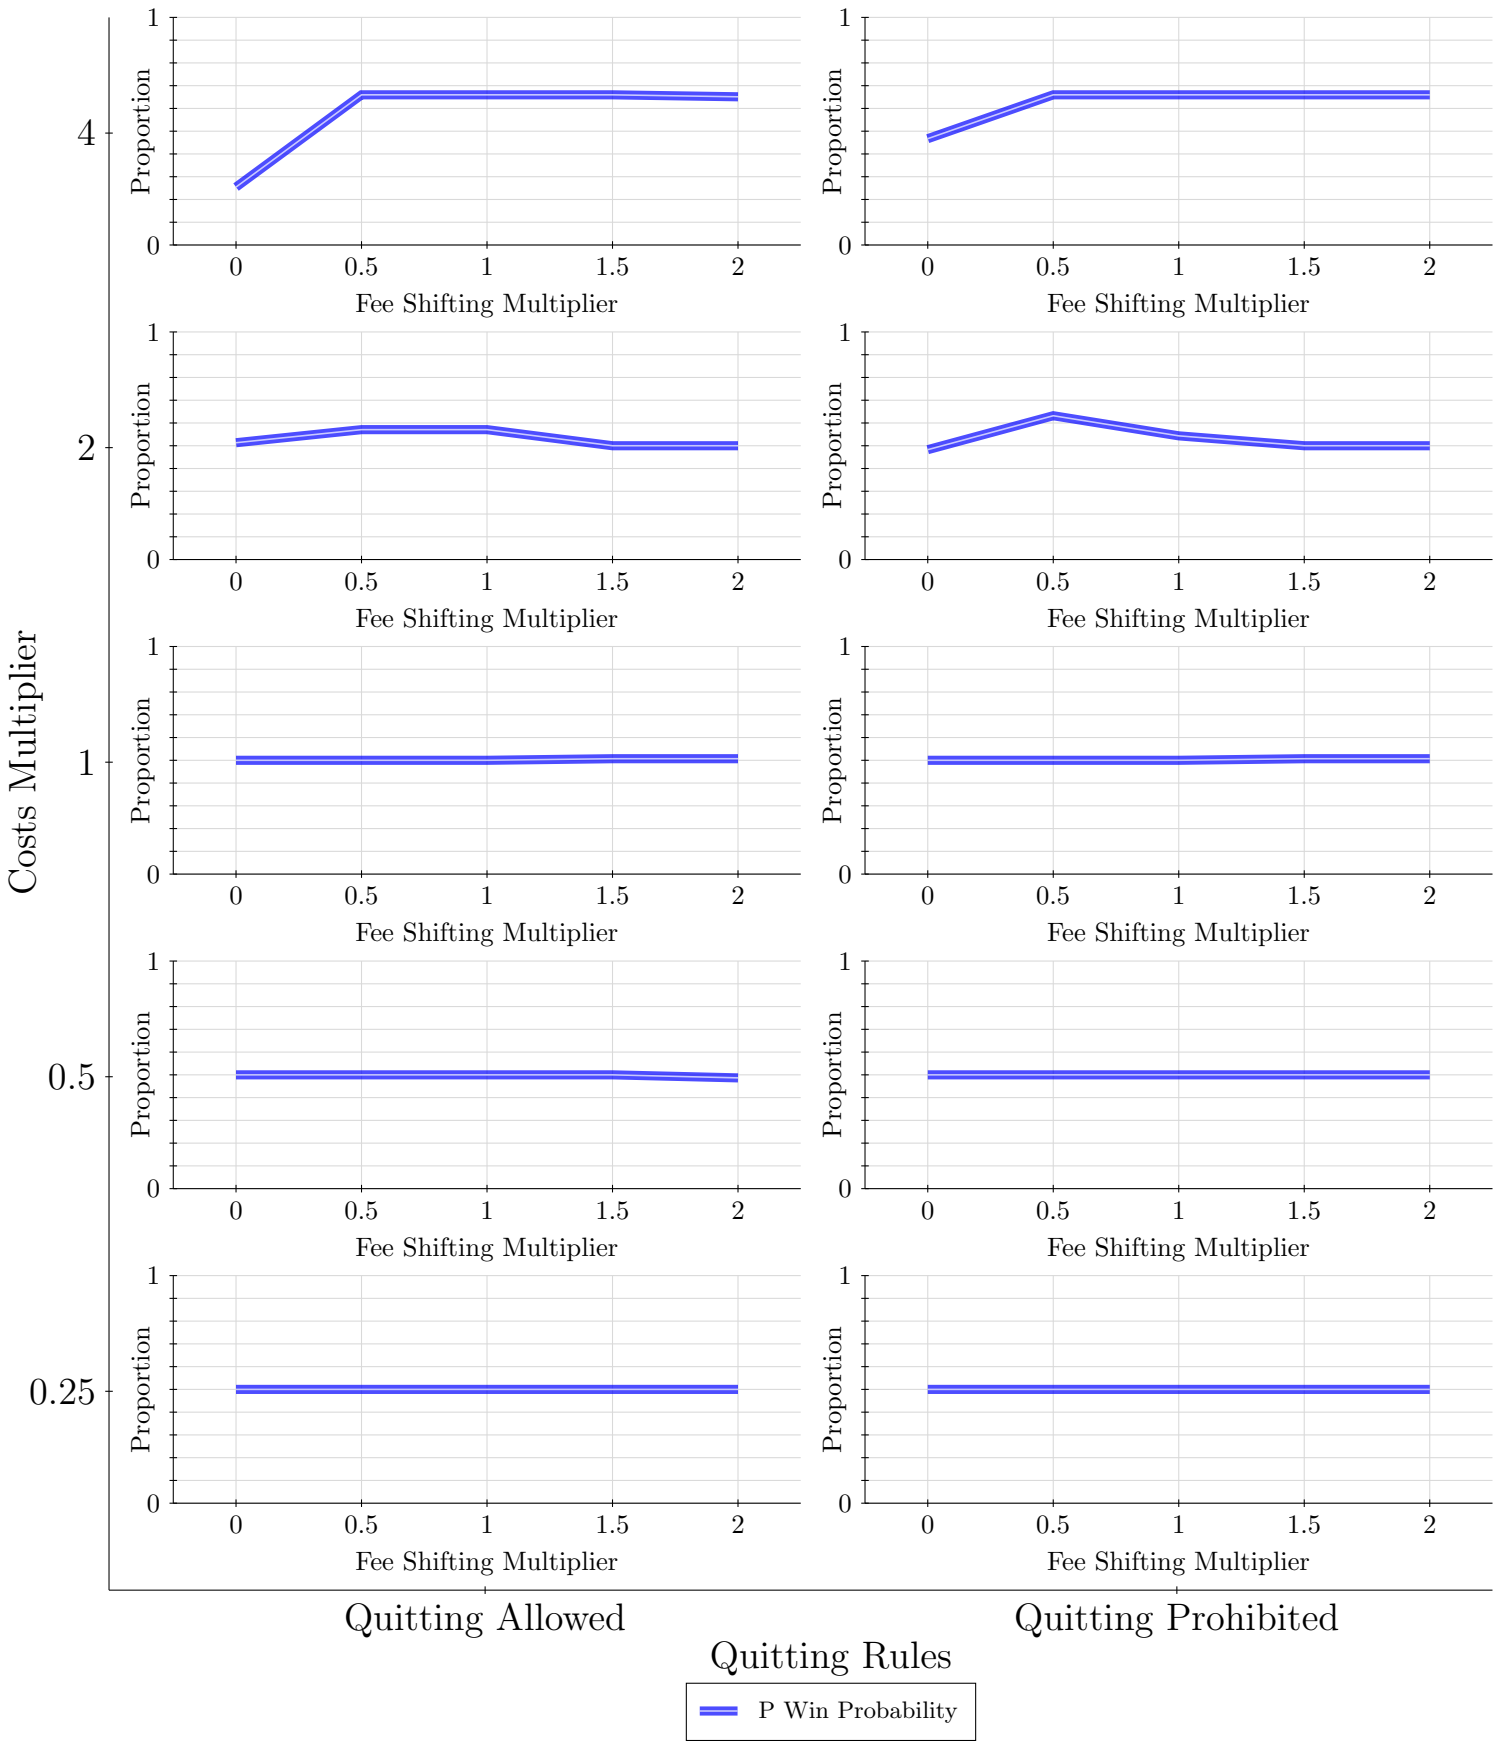 1
Proportion
0
0 0.5 1 1.5 2
Fee Shifting Multiplier
1
Proportion
0
0 0.5 1 1.5 2
Fee Shifting Multiplier
4
1
Proportion
0
0 0.5 1 1.5 2
Fee Shifting Multiplier
1
Proportion
0
0 0.5 1 1.5 2
Fee Shifting Multiplier
2
1
Proportion
0
0 0.5 1 1.5 2
Fee Shifting Multiplier
1
Proportion
0
0 0.5 1 1.5 2
Fee Shifting Multiplier
1
Costs Multiplier
1
Proportion
0
0 0.5 1 1.5 2
Fee Shifting Multiplier
1
Proportion
0
0 0.5 1 1.5 2
Fee Shifting Multiplier
0.5
1
Proportion
0
0 0.5 1 1.5 2
Fee Shifting Multiplier
1
Proportion
0
0 0.5 1 1.5 2
Fee Shifting Multiplier
0.25
Quitting Allowed
Quitting Prohibited
Quitting Rules
P Win Probability